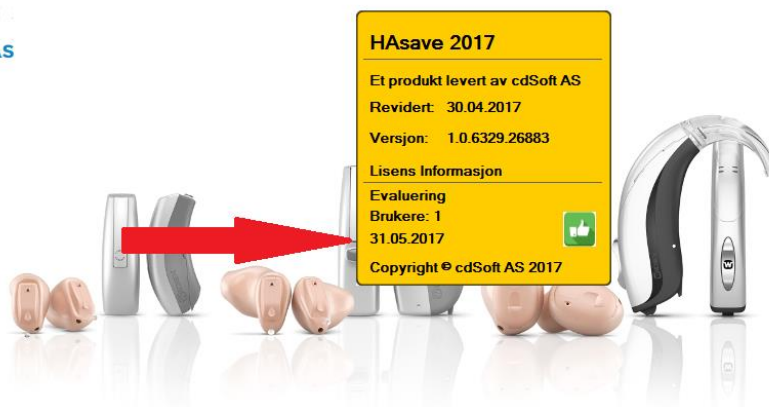 AS
HAsave 2017
Et produkt levert av cdSoft AS
Revidert: 30.04.2017
Versjon: 1.0.6329.26883
Lisens Informasjon
Evaluering
Brukere: 1
31.05.2017
Copyright © cdSoft AS 2017